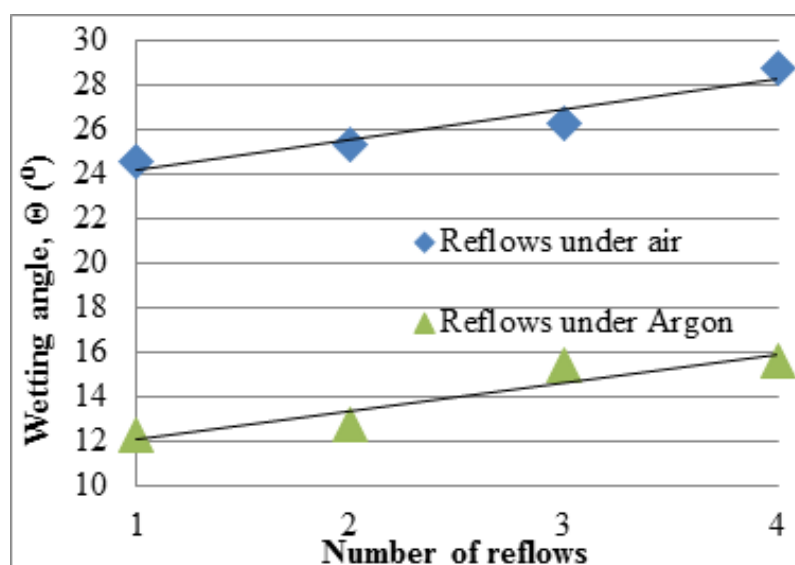 Wetting angle, Θ (⁰)
30
28
26
24
22
20
18
16
14
12
10
Reflows under air
Reflows under Argon
1 2 3 4
Number of reflows